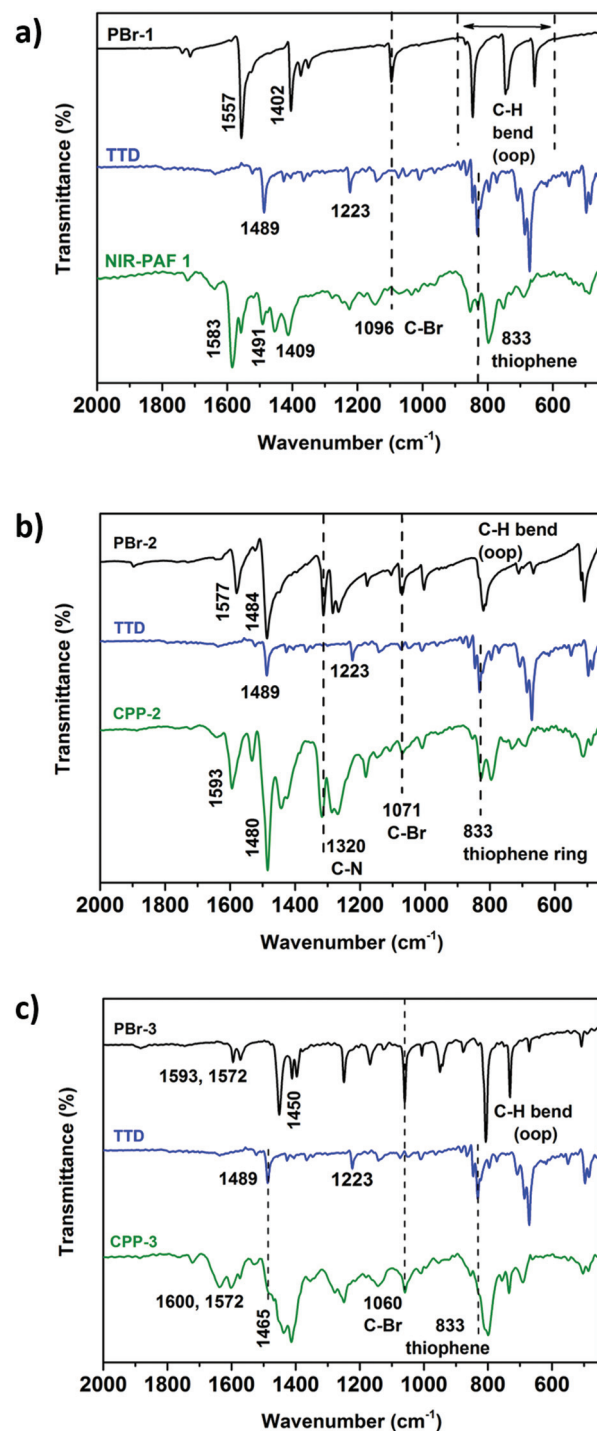 a)
PBr-1
1557
1402
C-H
bend
(oop)
TTD
1489
1223
NIR-PAF 1
1583
1491
1409
1096 C-Br
833
thiophene
Transmittance (%)
2000 1800 1600 1400 1200 1000 800 600
Wavenumber (cm-1)
b)
PBr-2
1577
1484
C-H bend
(oop)
TTD
1489
1223
CPP-2
1593
1480
1320
C-N
1071
C-Br
833
thiophene ring
Transmittance (%)
2000 1800 1600 1400 1200 1000 800 600
Wavenumber (cm-1)
c)
PBr-3
1593, 1572
1450
C-H bend
(oop)
TTD
1489
1223
CPP-3
1600, 1572
1465
1060
C-Br
833
thiophene
Transmittance (%)
2000 1800 1600 1400 1200 1000 800 600
Wavenumber (cm-1)